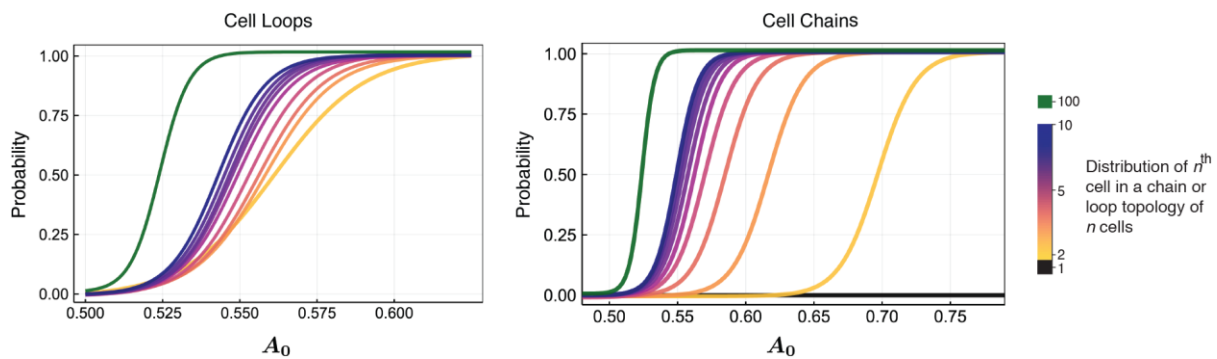 Cell Loops
Probability
1.00
0.75
0.50
0.25
0.00
0.500
0.525
0.550
0.575
0.600
A₀
Cell Chains
Probability
1.00
0.75
0.50
0.25
0.00
0.50
0.55
0.60
0.65
0.70
0.75
A₀
100
10
5
2
1
Distribution of nᵗʰ
cell in a chain or
loop topology of
n cells